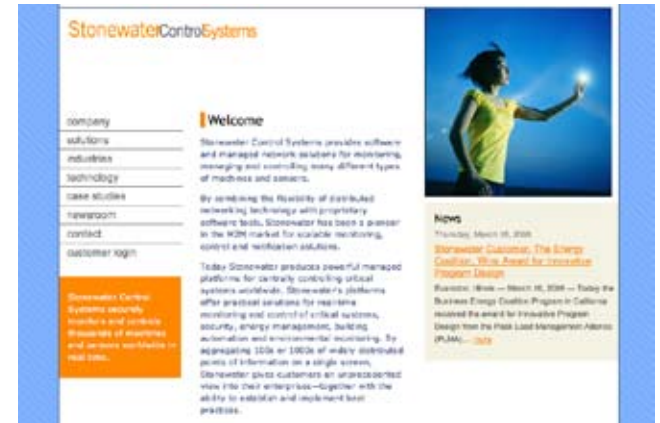 StonewaterControlSystems
company
solutions
industries
technology
case studies
newsroom
contact
customer login
Stonewater Control
Systems securely
monitors and controls
thousands of machines
and sensors worldwide in
real time.
Welcome
Stonewater Control Systems provides software
and managed network solutions for monitoring,
managing and controlling many different types
of machines and sensors.
By combining the flexibility of distributed
networking technology with proprietary
software tools, Stonewater has been a pioneer
in the M2M market for scalable monitoring,
control and notification solutions.
Today Stonewater produces powerful managed
platforms for centrally controlling critical
systems worldwide. Stonewater's platforms
offer practical solutions for real-time
monitoring and control of critical systems,
security, energy management, building
automation and environmental monitoring. By
aggregating 100s or 1000s of widely distributed
points of information on a single screen,
Stonewater gives customers an unprecedented
view into their enterprises—together with the
ability to establish and implement best
practices.
News
Thursday, March 16,
Stonewater Customer, The Energy
Coalition, Wins Award for Innovative
Program Design
Evanston, Illinois — March 16, — Today the
Business Energy Coalition Program in California
received the award for Innovative Program
Design from the Peak Load Management Alliance
(PLMA)... more